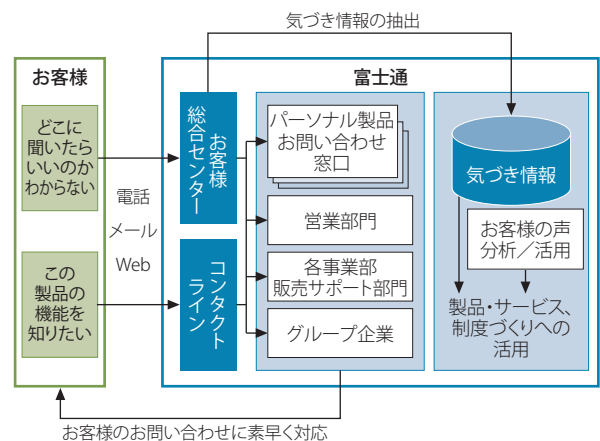 気づき情報の抽出
お客様
富士通
どこに
聞いたら
いいのか
わからない
この
製品の
機能を
知りたい
電話
メール
Web
お客様
総合センター
コンタクト
ライン
パーソナル製品
お問い合わせ
窓口
営業部門
各事業部
販売サポート部門
グループ企業
気づき情報
お客様の声
分析／活用
製品・サービス、
制度づくりへの
活用
お客様のお問い合わせに素早く対応